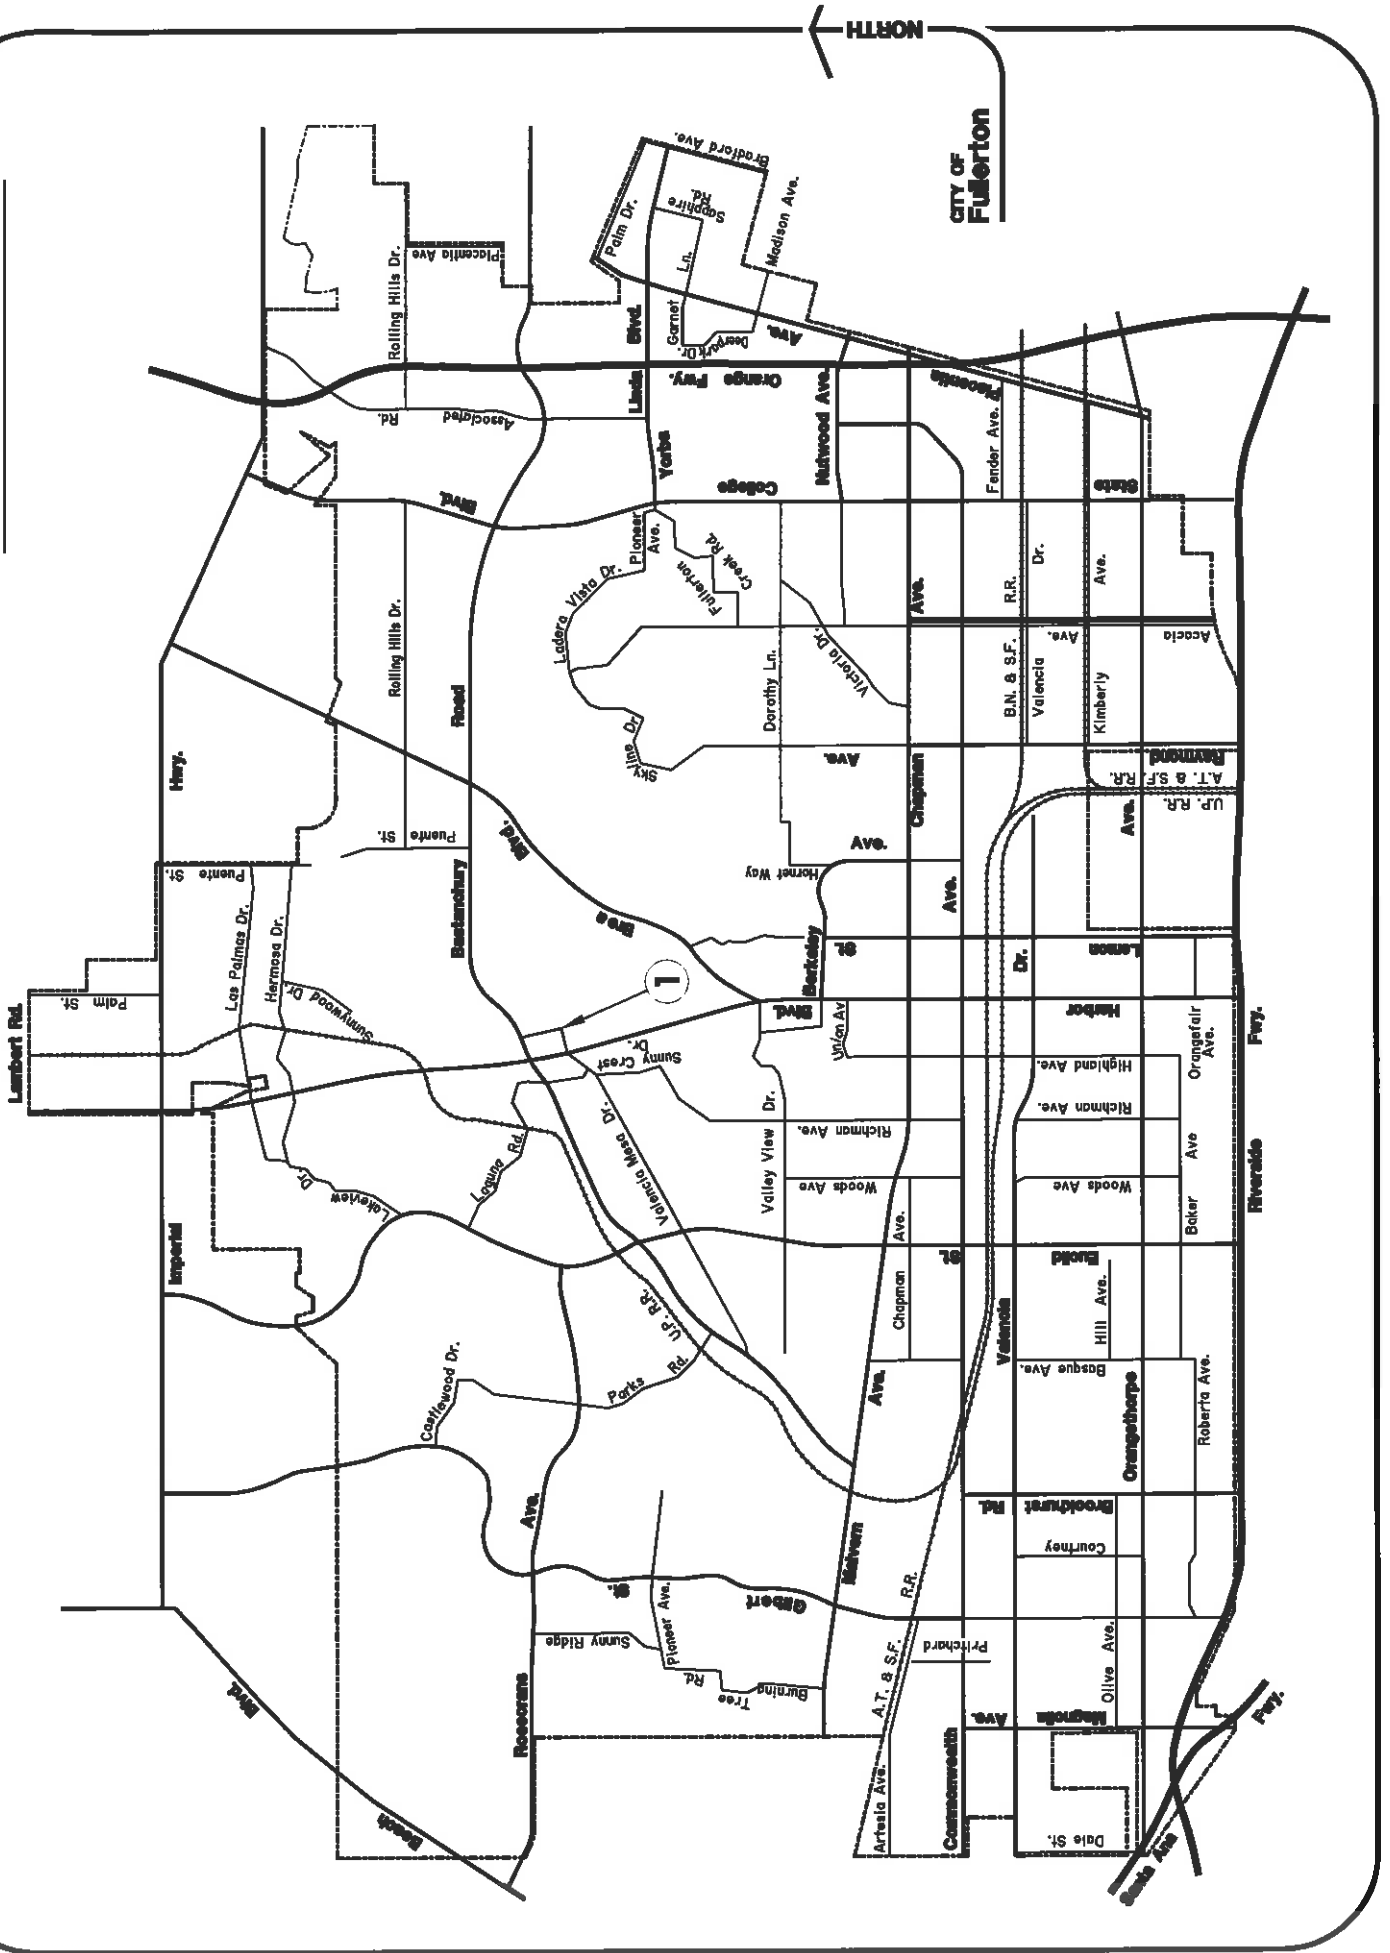 NORTH
CITY OF
Fullerton
Bradford Ave.
Palm Dr.
Sapphire
Rd.
Madison Ave.
Ln.
Garnet
Deerpark Dr.
Placentia Ave
Rolling Hills Dr.
Linda Blvd.
Orange Fwy.
Ave.
Placentia
Associated Rd.
Yorba
Nutwood Ave.
Fender Ave.
College
State
Blvd.
Pioneer
Ave.
Fullerton
Creek Rd.
Ladera Vista Dr.
Rolling Hills Dr.
Dorothy Ln.
Victoria Dr.
Ave.
B.N. & S.F. R.R.
Valencia Dr.
Acacia Ave.
Kimberly Ave.
Road
Skyline Dr
Hwy.
Ave.
Chapman
Raymond
A.T. & S.F. R.R.
U.P. R.R.
Ave.
Puente St.
Blvd.
Ave.
Hornet Way
Puente St.
Bastanchury
Brea
Ave.
Las Palmas Dr.
Hermosa Dr.
Berkeley
St.
Lemon
Dr.
Palm St.
Sunnywood Dr.
1
Blvd.
Union Av
Harbor
Orangefair
Ave.
Fwy.
Lambert Rd.
Sunny Crest
Dr.
Highland Ave.
Valencia Mesa Dr.
Richman Ave.
Richman Ave.
Valley View Dr.
Laguna Rd.
Woods Ave
Woods Ave
Baker Ave
Riverside
Lakeview
Dr.
Imperial
Chapman Ave.
St.
Euclid
U.P. R.R.
Valencia
Hill Ave.
Parks Rd.
Castlewood Dr.
Ave.
Basque Ave.
Orangethorpe
Roberta Ave.
Ave.
Brookhurst Rd.
Malvern
Courtney
Gilbert
St.
Pioneer Ave.
Sunny Ridge
R.R.
Pritchard
Olive Ave.
Burning
Tree
Rd.
A.T. & S.F.
Blvd.
Rosecrans
Magnolia
Ave.
Fwy.
Artesia Ave.
Commonwealth
Beach
Dale St.
Santa Ana